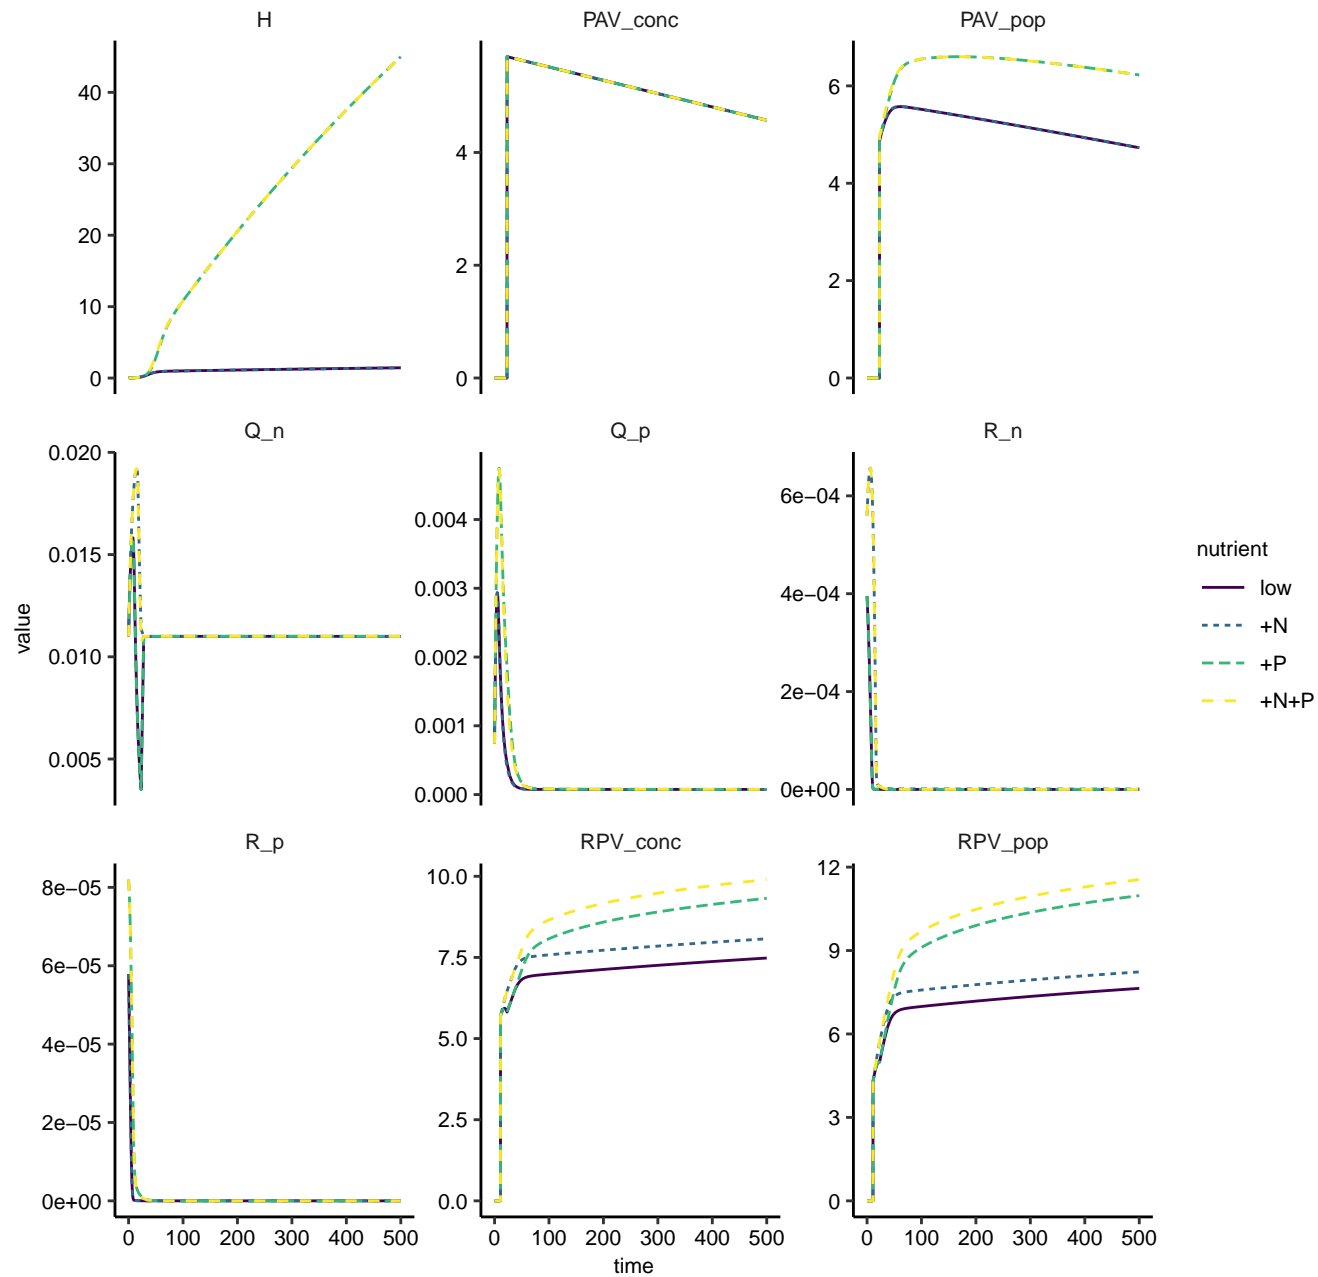 H
PAV_conc
PAV_pop
40
30
20
10
0
4
2
0
6
4
2
0
Q_n
Q_p
R_n
0.020
0.015
0.010
0.005
0.004
0.003
0.002
0.001
0.000
6e−04
4e−04
2e−04
0e+00
R_p
RPV_conc
RPV_pop
8e−05
6e−05
4e−05
2e−05
0e+00
10.0
7.5
5.0
2.5
0.0
12
9
6
3
0
0 100 200 300 400 500
0 100 200 300 400 500
0 100 200 300 400 500
time
value
nutrient
low
+N
+P
+N+P